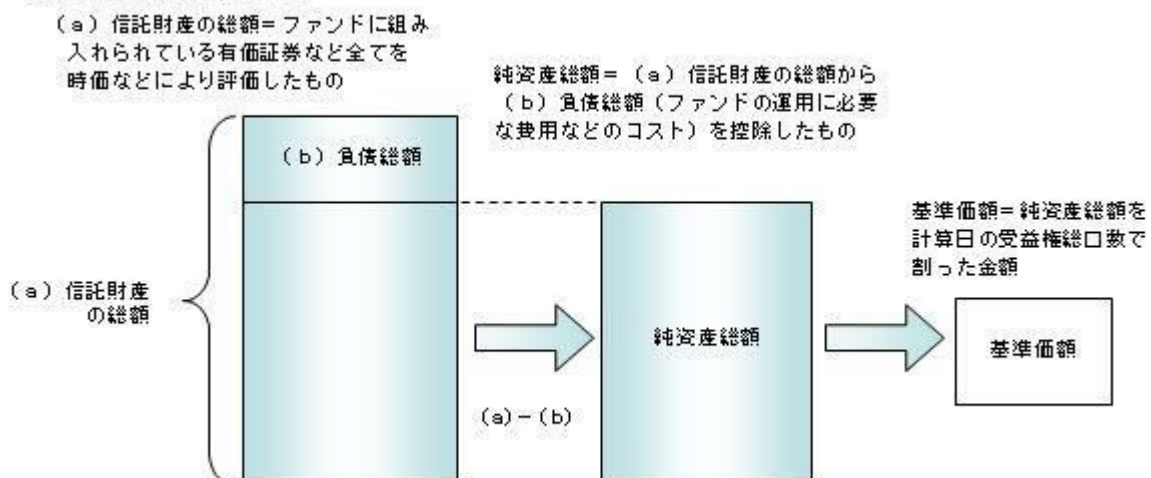 (a) 信託財産の総額=ファンドに組み
入れられている有価証券など全てを
時価などにより評価したもの
純資産総額= (a) 信託財産の総額から
(b) 負債総額(ファンドの運用に必要
な費用などのコスト)を控除したもの
(b) 負債総額
基準価額=純資産総額を
計算日の受益権総口数で
割った金額
(a) 信託財産
の総額
純資産総額
基準価額
(a)-(b)